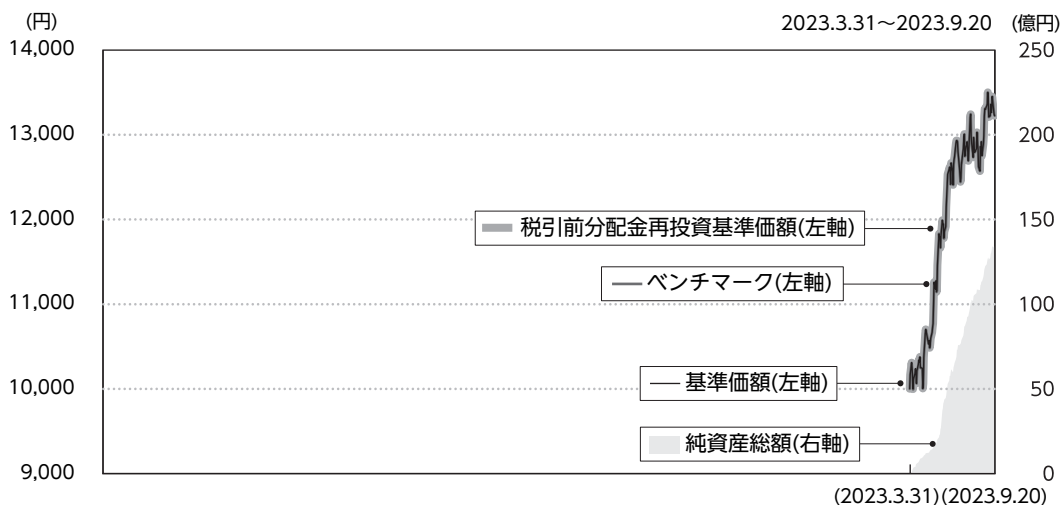 (円)
2023.3.31～2023.9.20
(億円)
14,000
250
13,000
200
12,000
150
税引前分配金再投資基準価額(左軸)
ベンチマーク(左軸)
11,000
100
基準価額(左軸)
10,000
50
純資産総額(右軸)
9,000
0
(2023.3.31)(2023.9.20)